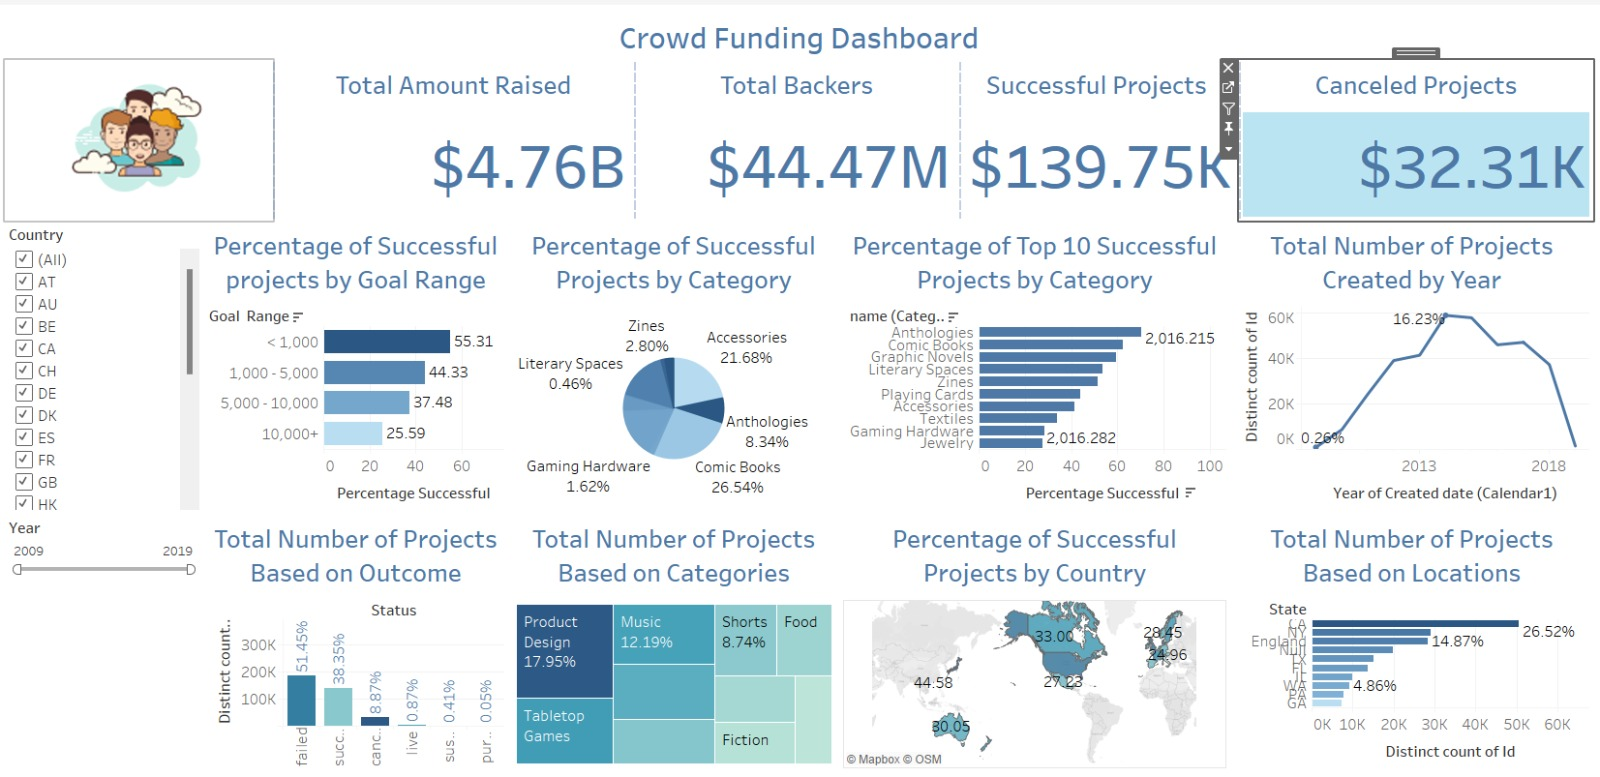 Crowd Funding Dashboard
Total Amount Raised
$4.76B
Total Backers
$44.47M
Successful Projects
$139.75K
Canceled Projects
$32.31K
Country
(All)
AT
AU
BE
CA
CH
DE
DK
ES
FR
GB
HK
Year
2009 2019
Percentage of Successful
projects by Goal Range
Goal Range
< 1,000 55.31
1,000 - 5,000 44.33
5,000 - 10,000 37.48
10,000+ 25.59
0 20 40 60
Percentage Successful
Percentage of Successful
Projects by Category
Zines
2.80%
Accessories
21.68%
Literary Spaces
0.46%
Anthologies
8.34%
Gaming Hardware
1.62%
Comic Books
26.54%
Percentage of Top 10 Successful
Projects by Category
name (Categ..
Anthologies 2,016.215
Comic Books
Graphic Novels
Literary Spaces
Zines
Playing Cards
Accessories
Textiles
Gaming Hardware 2,016.282
Jewelry
0 20 40 60 80 100
Percentage Successful
Total Number of Projects
Created by Year
Distinct count of Id
60K
40K
20K
0K
16.23%
0.26%
2013 2018
Year of Created date (Calendar1)
Total Number of Projects
Based on Outcome
Status
Distinct count..
300K
200K
100K
51.45%
38.35%
8.87%
0.87%
0.41%
0.05%
failed
succ..
canc..
live
sus..
pur..
Total Number of Projects
Based on Categories
Product
Design
17.95%
Tabletop
Games
Music
12.19%
Shorts
8.74%
Food
Fiction
Percentage of Successful
Projects by Country
33.00
28.45
24.96
44.58
27.23
30.05
© Mapbox © OSM
Total Number of Projects
Based on Locations
State
CA 26.52%
NY
England 14.87%
Null
TX
FL
IL
WA 4.86%
PA
GA
0K 10K 20K 30K 40K 50K 60K
Distinct count of Id